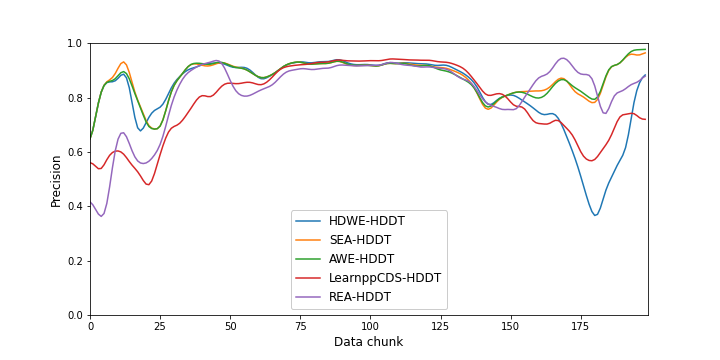 1.0
0.8
0.6
0.4
0.2
0.0
Precision
HDWE-HDDT
SEA-HDDT
AWE-HDDT
LearnppCDS-HDDT
REA-HDDT
0 25 50 75 100 125 150 175
Data chunk